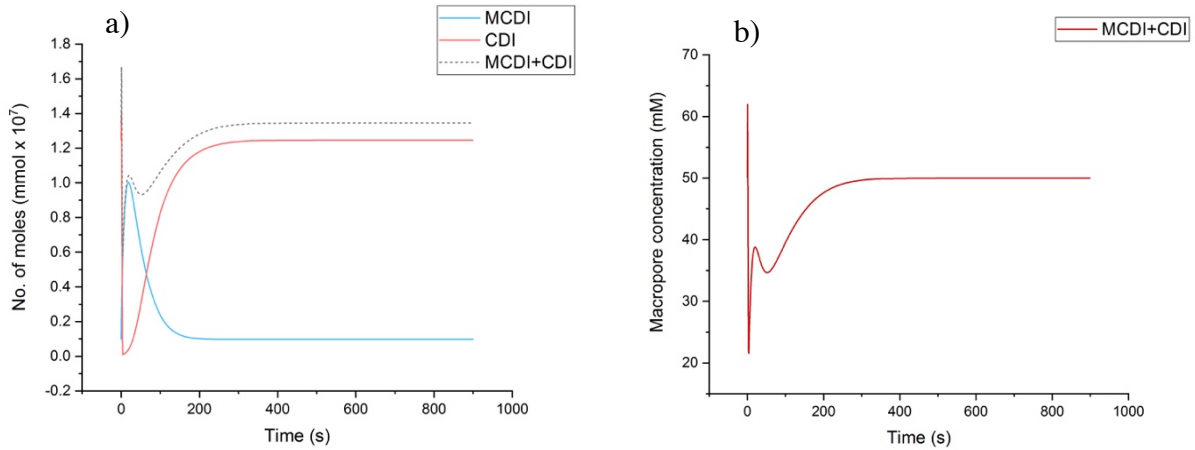 a)
MCDI
CDI
MCDI+CDI
No. of moles (mmol x 10⁷)
1.8
1.6
1.4
1.2
1.0
0.8
0.6
0.4
0.2
0.0
-0.2
0 200 400 600 800 1000
Time (s)
b)
MCDI+CDI
Macropore concentration (mM)
70
60
50
40
30
20
0 200 400 600 800 1000
Time (s)